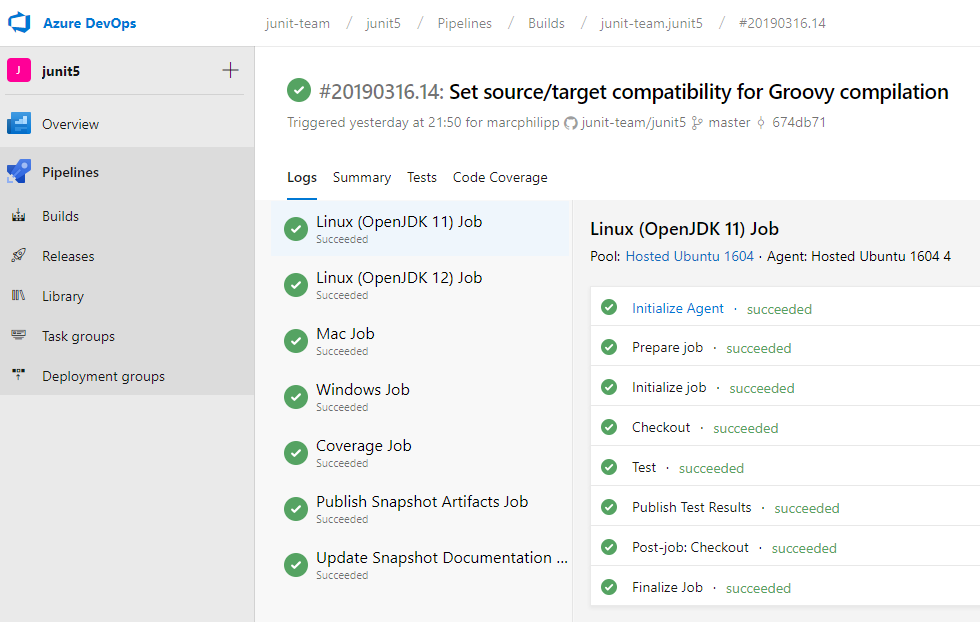 Azure DevOps
junit-team / junit5 / Pipelines / Builds / junit-team.junit5 / #20190316.14
J junit5
Overview
Pipelines
Builds
Releases
Library
Task groups
Deployment groups
#20190316.14: Set source/target compatibility for Groovy compilation
Triggered yesterday at 21:50 for marcphilipp junit-team/junit5 master 674db71
Logs Summary Tests Code Coverage
Linux (OpenJDK 11) Job
Succeeded
Linux (OpenJDK 12) Job
Succeeded
Mac Job
Succeeded
Windows Job
Succeeded
Coverage Job
Succeeded
Publish Snapshot Artifacts Job
Succeeded
Update Snapshot Documentation ...
Succeeded
Linux (OpenJDK 11) Job
Pool: Hosted Ubuntu 1604 · Agent: Hosted Ubuntu 1604 4
Initialize Agent · succeeded
Prepare job · succeeded
Initialize job · succeeded
Checkout · succeeded
Test · succeeded
Publish Test Results · succeeded
Post-job: Checkout · succeeded
Finalize Job · succeeded